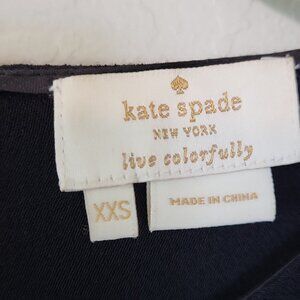 kate spade
NEW YORK
live colorfully
XXS
MADE IN CHINA